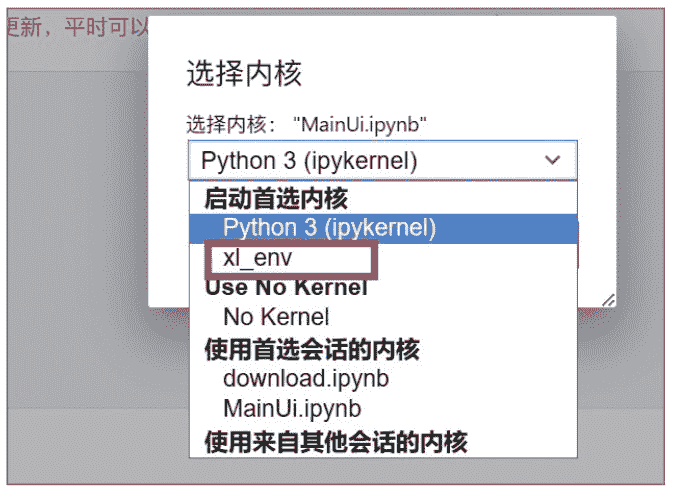 更新，平时可以
选择内核
选择内核： "MainUi.ipynb"
Python 3 (ipykernel)
启动首选内核
Python 3 (ipykernel)
xl_env
Use No Kernel
No Kernel
使用首选会话的内核
download.ipynb
MainUi.ipynb
使用来自其他会话的内核